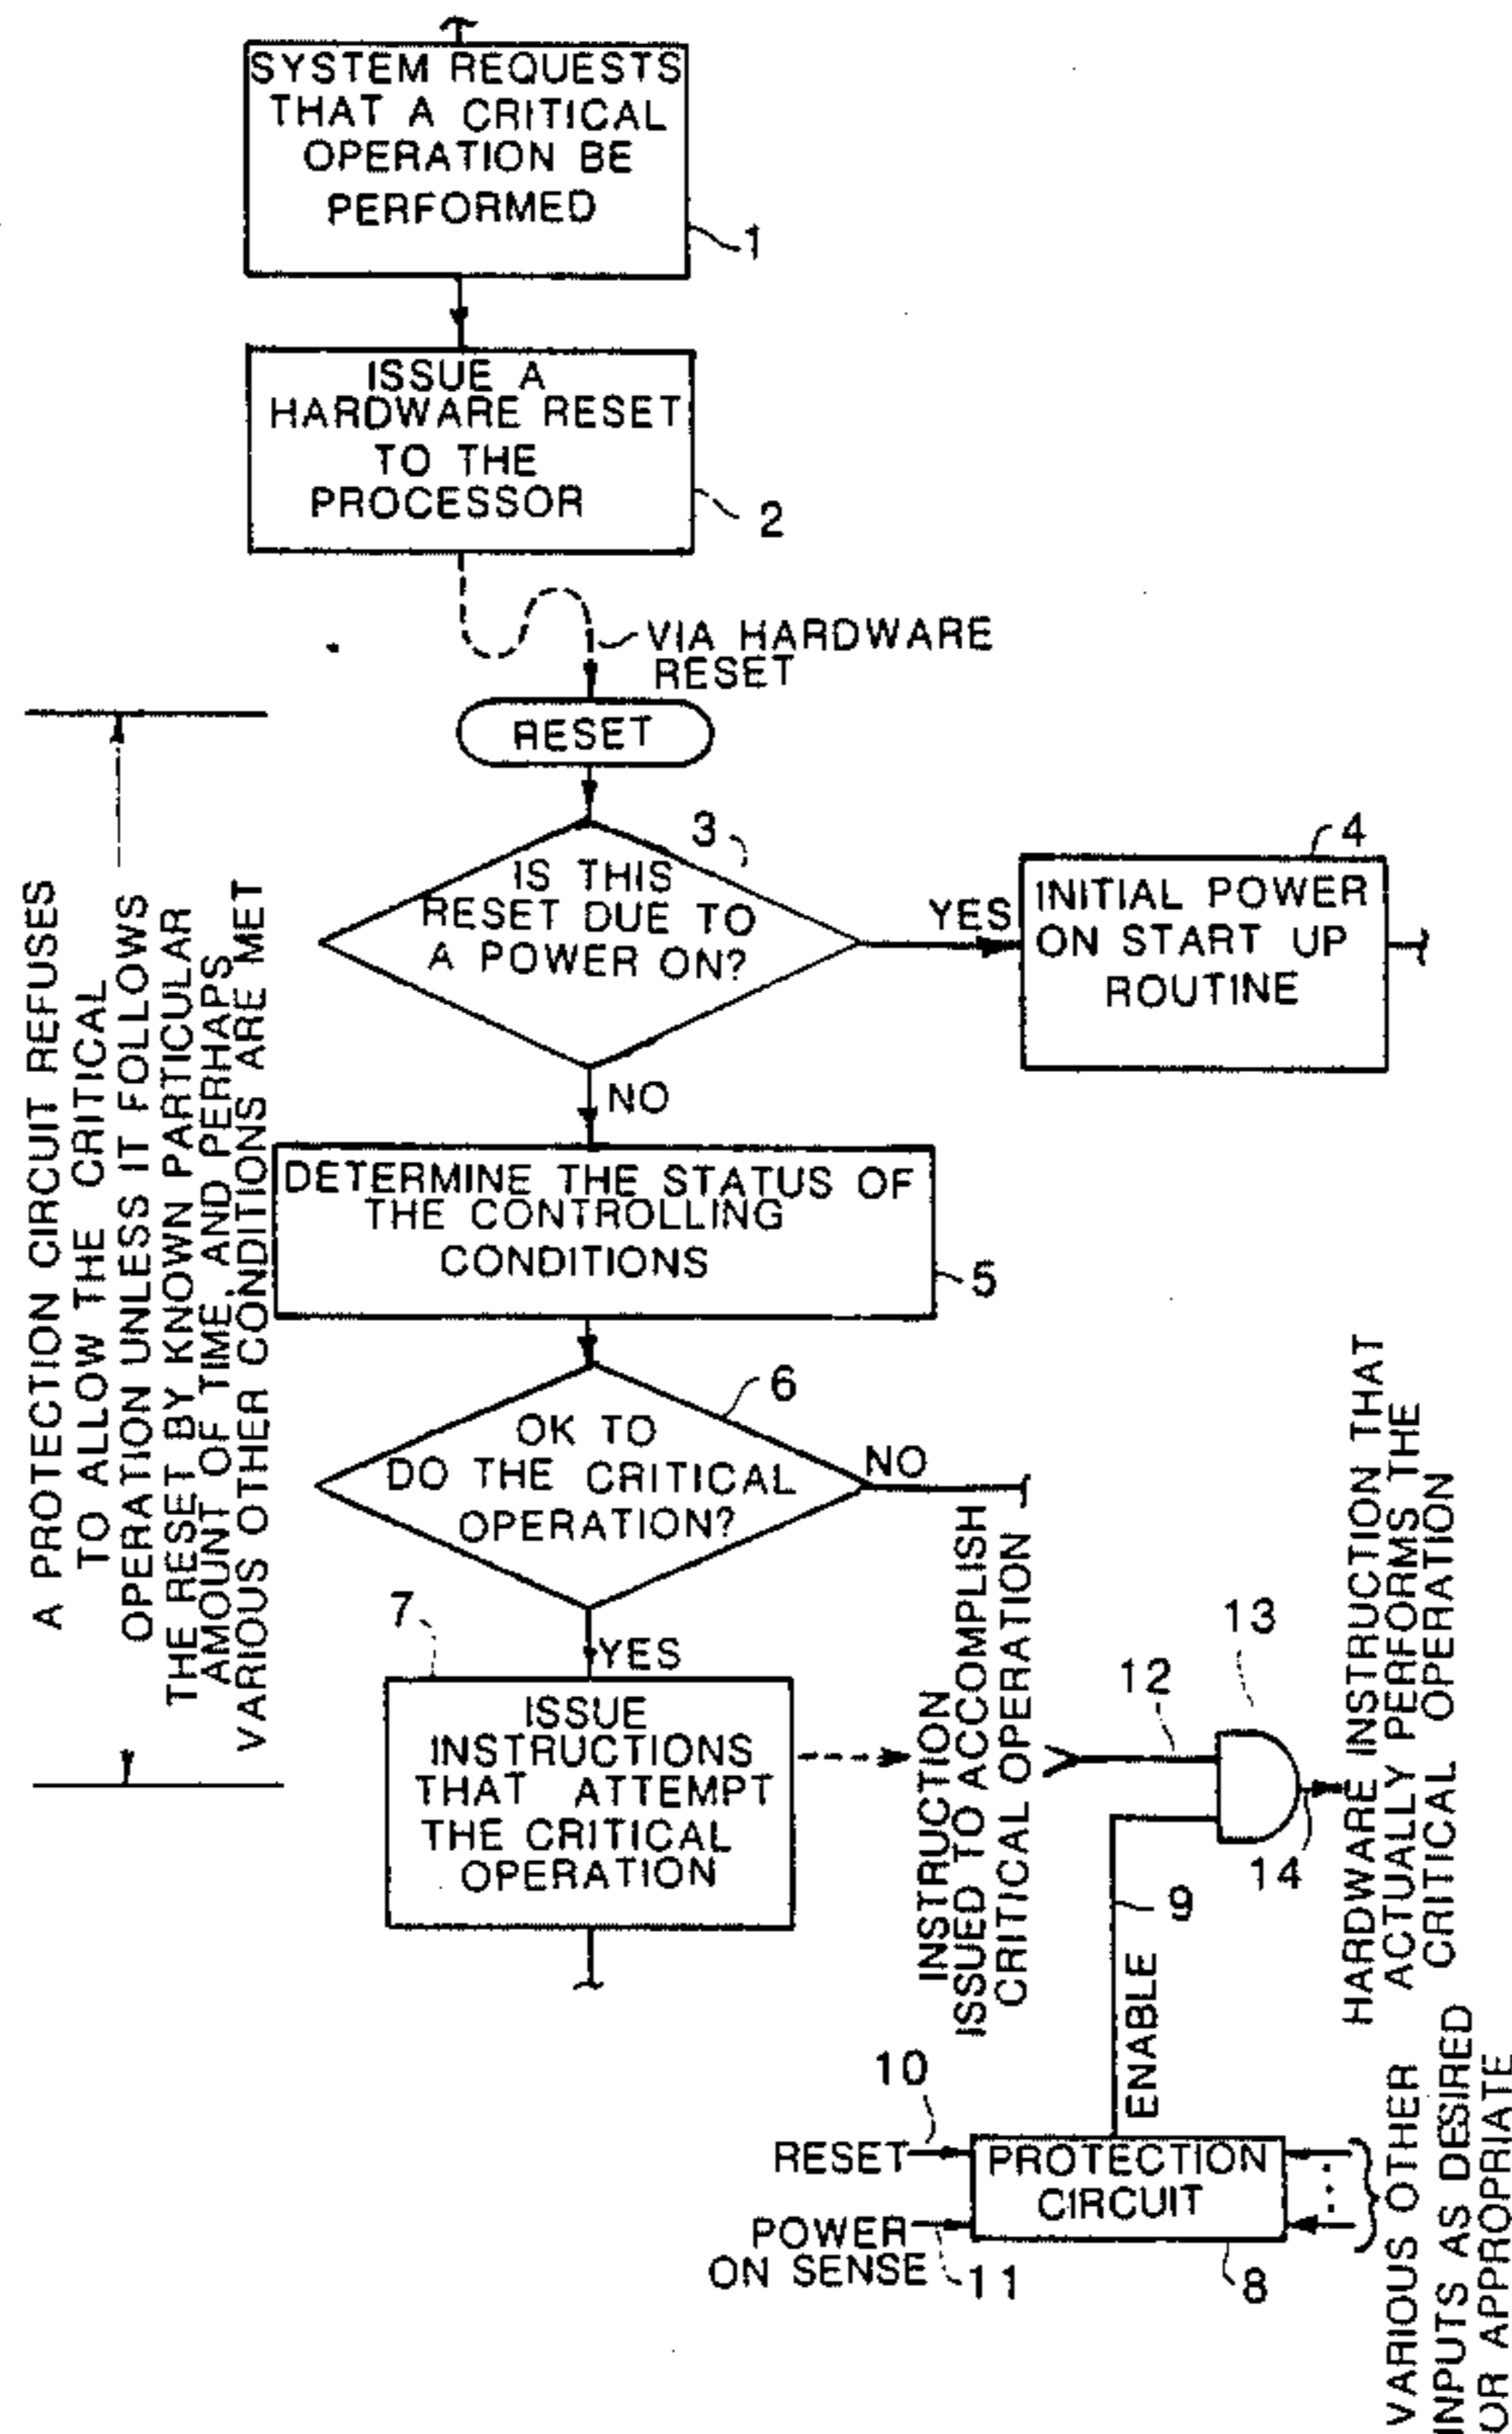 SYSTEM REQUESTS
THAT A CRITICAL
OPERATION BE
PERFORMED
1
ISSUE A
HARDWARE RESET
TO THE
PROCESSOR
2
VIA HARDWARE
RESET
RESET
3
IS THIS
RESET DUE TO
A POWER ON?
YES
4
INITIAL POWER
ON START UP
ROUTINE
NO
DETERMINE THE STATUS OF
THE CONTROLLING
CONDITIONS
5
6
OK TO
DO THE CRITICAL
OPERATION?
NO
YES
7
ISSUE
INSTRUCTIONS
THAT ATTEMPT
THE CRITICAL
OPERATION
A PROTECTION CIRCUIT REFUSES
TO ALLOW THE CRITICAL
OPERATION UNLESS IT FOLLOWS
THE RESET BY KNOWN PARTICULAR
AMOUNT OF TIME, AND PERHAPS
VARIOUS OTHER CONDITIONS ARE MET
INSTRUCTION
ISSUED TO ACCOMPLISH
CRITICAL OPERATION
12
13
14
HARDWARE INSTRUCTION THAT
ACTUALLY PERFORMS THE
CRITICAL OPERATION
9
ENABLE
10
RESET
POWER
ON SENSE
11
PROTECTION
CIRCUIT
8
VARIOUS OTHER
INPUTS AS DESIRED
OR APPROPRIATE